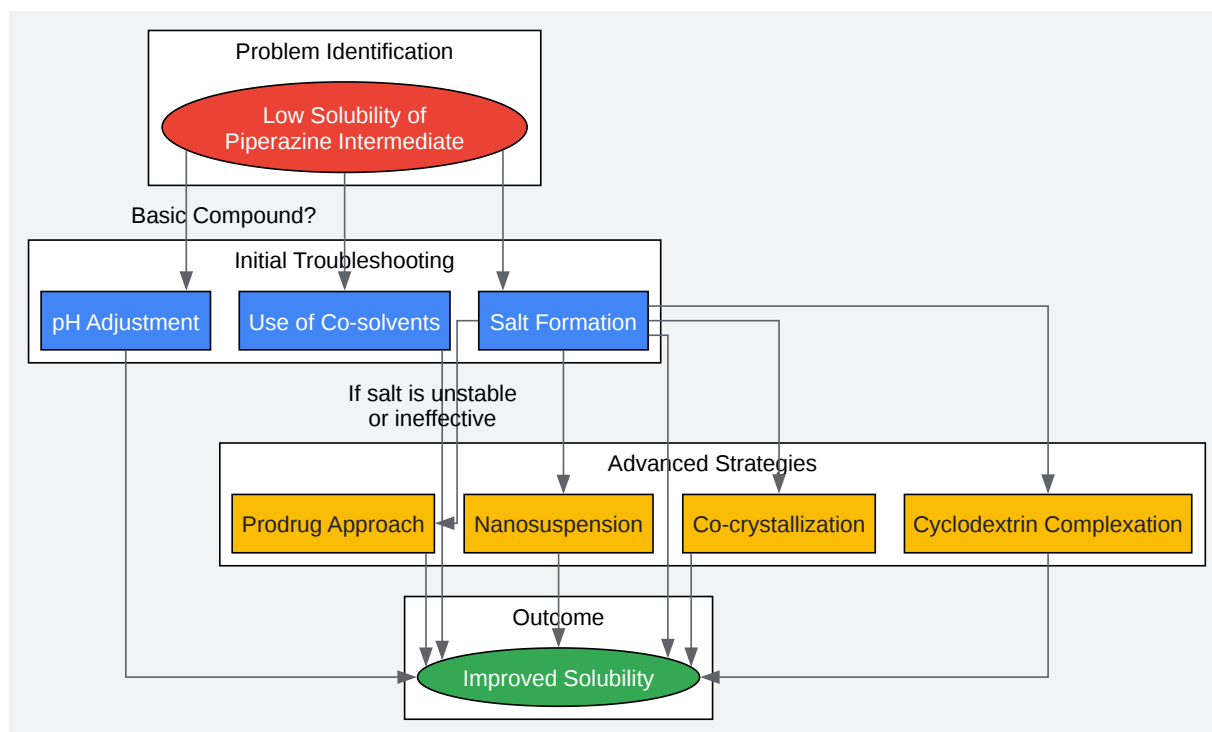 Problem Identification
Low Solubility of
Piperazine Intermediate
Basic Compound?
Initial Troubleshooting
pH Adjustment
Use of Co-solvents
Salt Formation
If salt is unstable
or ineffective
Advanced Strategies
Prodrug Approach
Nanosuspension
Co-crystallization
Cyclodextrin Complexation
Outcome
Improved Solubility